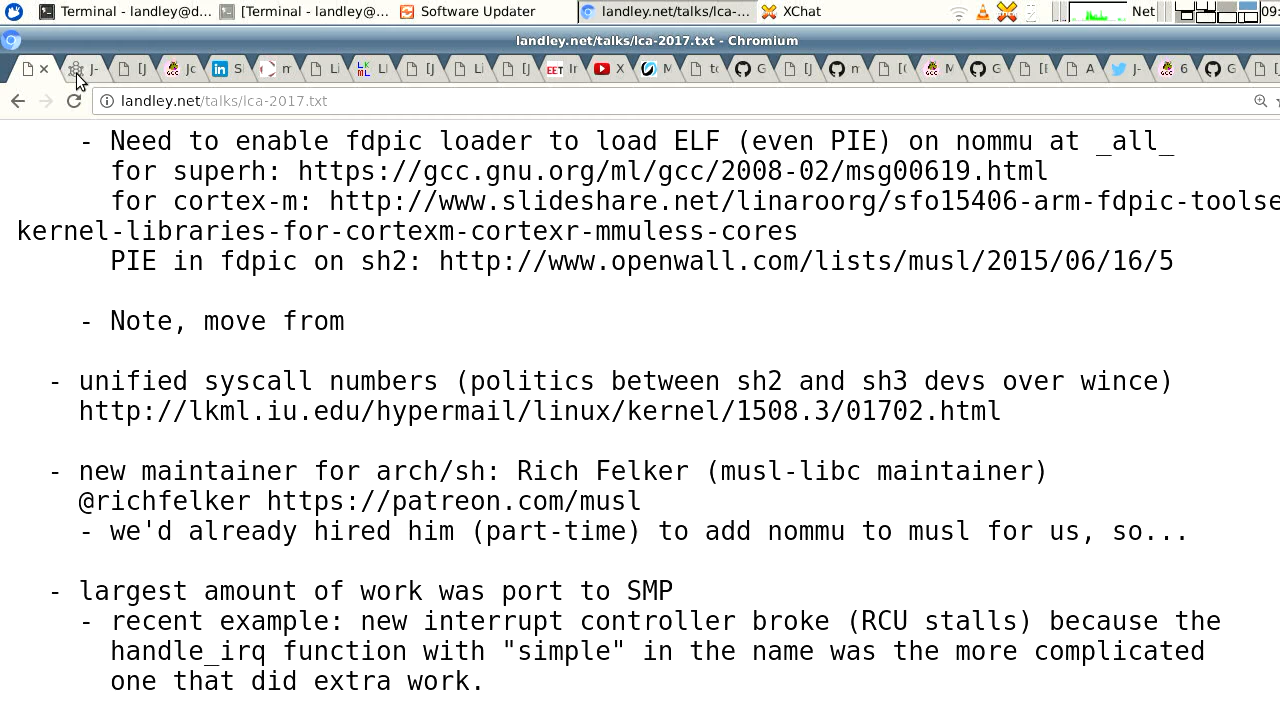 Terminal - landley@d...
[Terminal - landley@...
Software Updater
landley.net/talks/lca-...
XChat
Net
09:
landley.net/talks/lca-2017.txt - Chromium
landley.net/talks/lca-2017.txt
- Need to enable fdpic loader to load ELF (even PIE) on nommu at _all_
for superh: https://gcc.gnu.org/ml/gcc/2008-02/msg00619.html
for cortex-m: http://www.slideshare.net/linaroorg/sfo15406-arm-fdpic-toolse
kernel-libraries-for-cortexm-cortexr-mmuless-cores
PIE in fdpic on sh2: http://www.openwall.com/lists/musl/2015/06/16/5
- Note, move from
- unified syscall numbers (politics between sh2 and sh3 devs over wince)
http://lkml.iu.edu/hypermail/linux/kernel/1508.3/01702.html
- new maintainer for arch/sh: Rich Felker (musl-libc maintainer)
@richfelker https://patreon.com/musl
- we'd already hired him (part-time) to add nommu to musl for us, so...
- largest amount of work was port to SMP
- recent example: new interrupt controller broke (RCU stalls) because the
handle_irq function with "simple" in the name was the more complicated
one that did extra work.